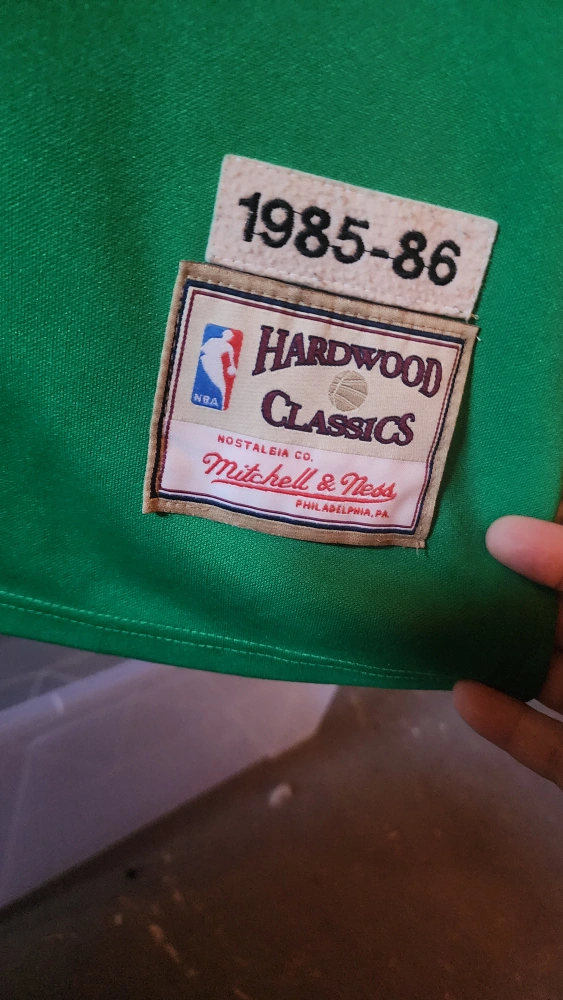 1985-86
NBA
HARDWOOD
CLASSICS
NOSTALGIA CO.
Mitchell & Ness
PHILADELPHIA, PA.